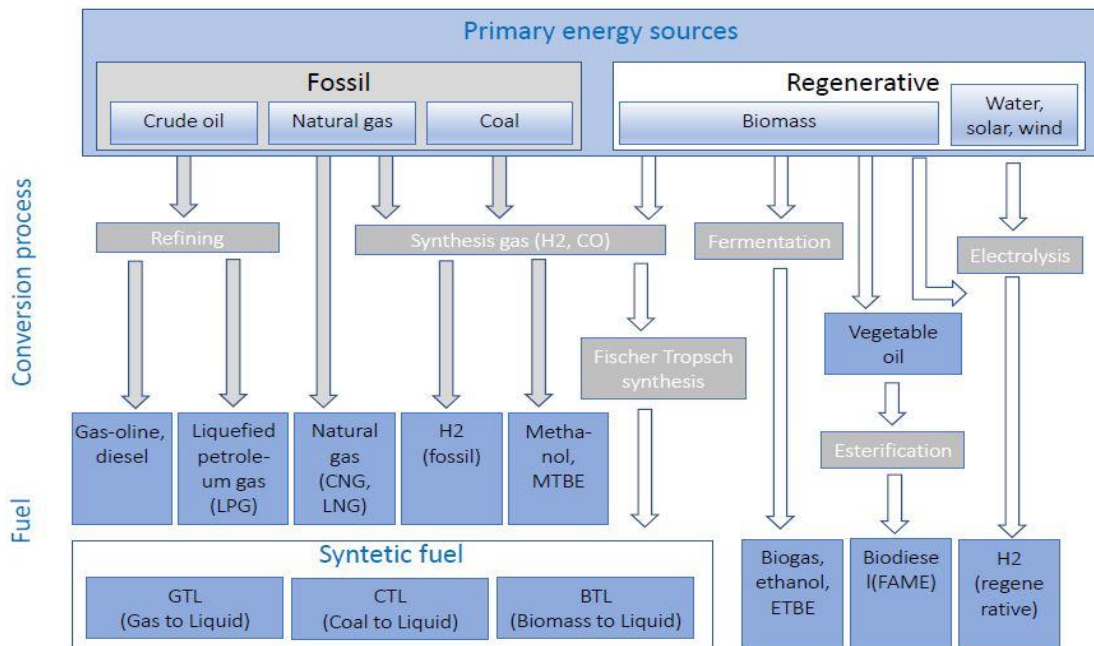 Primary energy sources
Fossil
Regenerative
Crude oil
Natural gas
Coal
Biomass
Water,
solar, wind
Conversion process
Refining
Synthesis gas (H2, CO)
Fermentation
Electrolysis
Vegetable
oil
Fischer Tropsch
synthesis
Esterification
Fuel
Gas-oline,
diesel
Liquefied
petrole-
um gas
(LPG)
Natural
gas
(CNG,
LNG)
H2
(fossil)
Metha-
nol,
MTBE
Syntetic fuel
GTL
(Gas to Liquid)
CTL
(Coal to Liquid)
BTL
(Biomass to Liquid)
Biogas,
ethanol,
ETBE
Biodiese
l(FAME)
H2
(regene
rative)